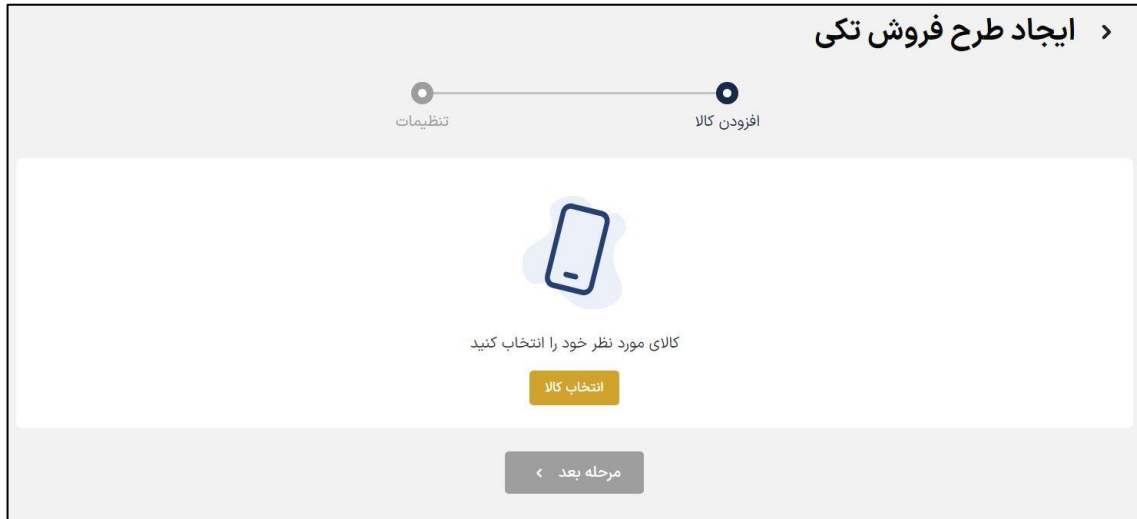 ایجاد طرح فروش تکی
افزودن کالا
تنظیمات
کالای مورد نظر خود را انتخاب کنید
انتخاب کالا
مرحله بعد